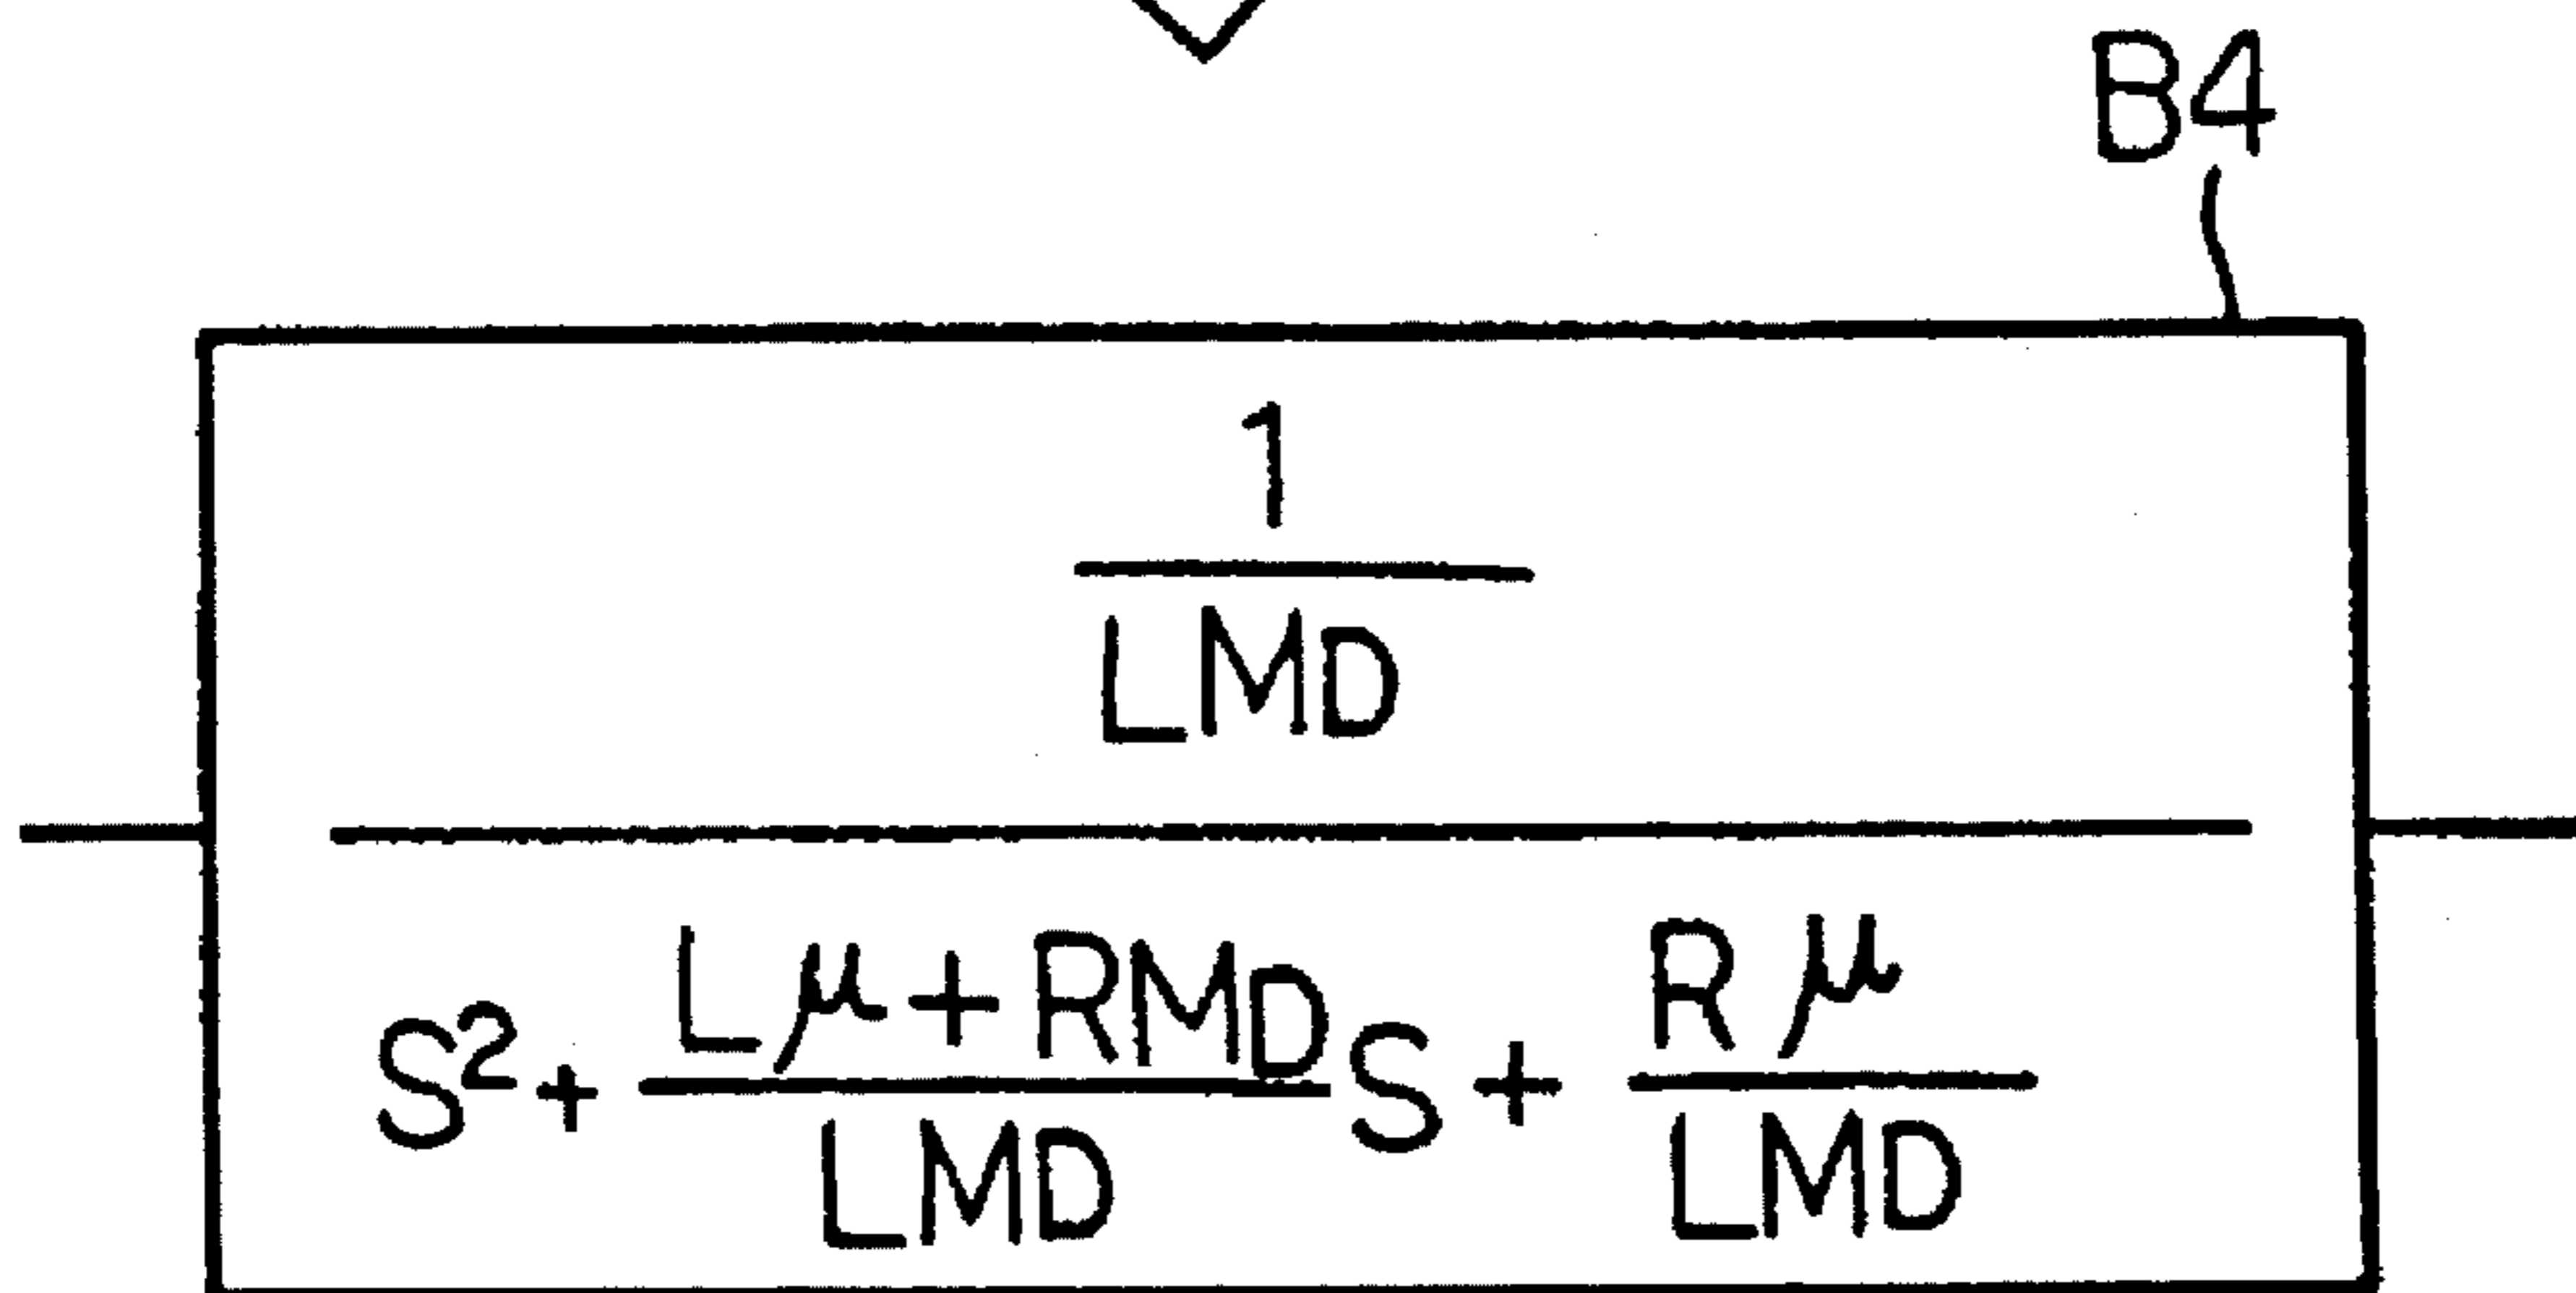 B4
1
LMD
S²+ Lμ+RMD S+ Rμ
LMD LMD